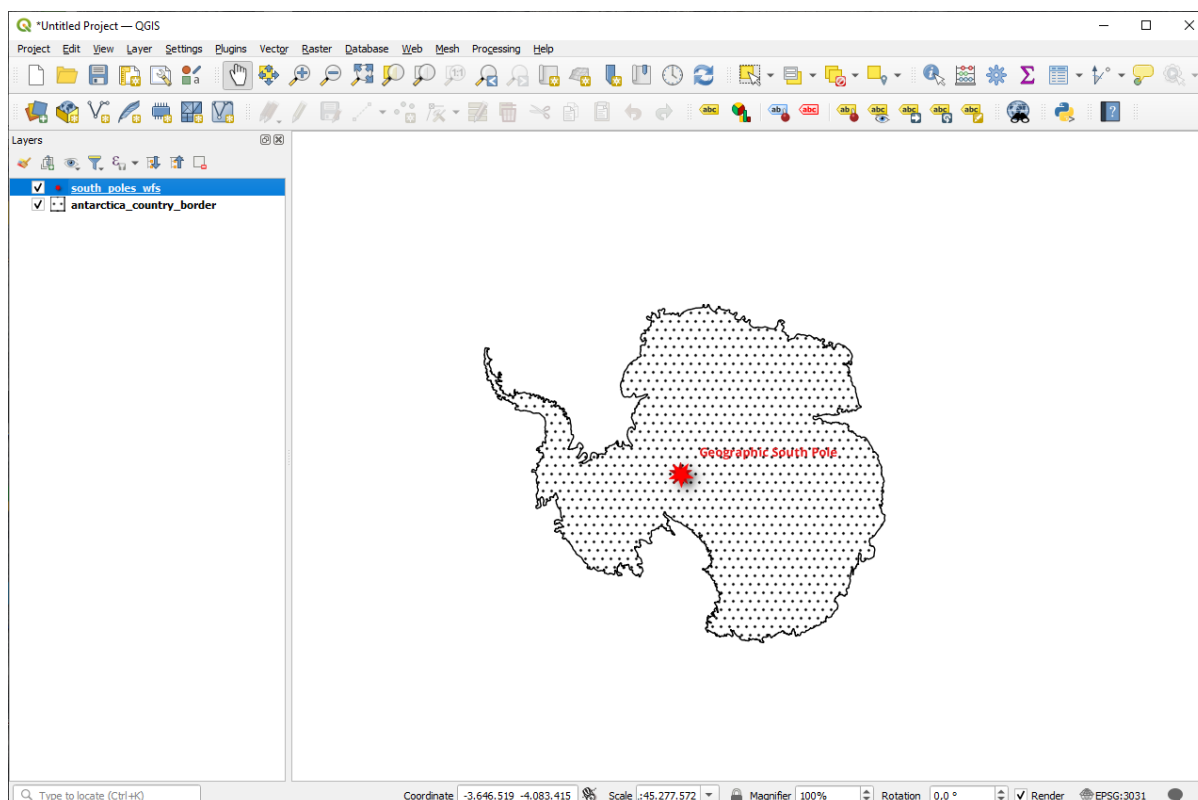 *Untitled Project — QGIS
Project Edit View Layer Settings Plugins Vector Raster Database Web Mesh Processing Help
Layers
south_poles_wfs
antarctica_country_border
Geographic South Pole
Type to locate (Ctrl+K) Coordinate -3.646.519 -4.083.415 Scale .:45.277.572 Magnifier 100% Rotation 0,0 ° Render EPSG:3031